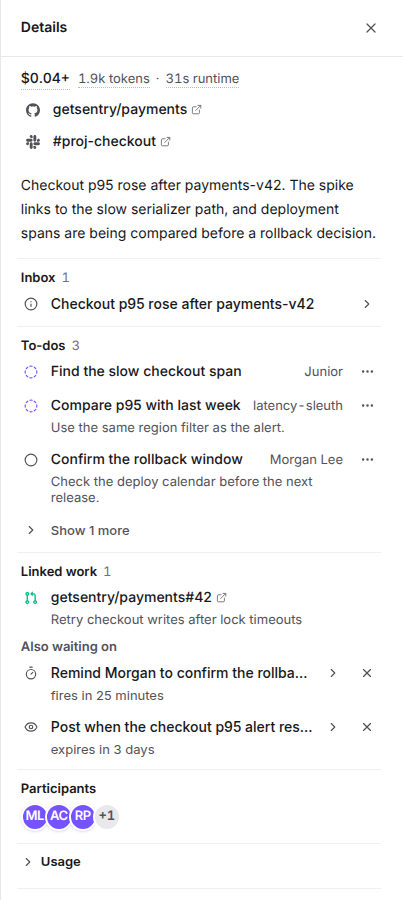 Details
$0.04+ 1.9k tokens · 31s runtime
getsentry/payments
#proj-checkout
Checkout p95 rose after payments-v42. The spike
links to the slow serializer path, and deployment
spans are being compared before a rollback decision.
Inbox 1
Checkout p95 rose after payments-v42
To-dos 3
Find the slow checkout span Junior
Compare p95 with last week latency-sleuth
Use the same region filter as the alert.
Confirm the rollback window Morgan Lee
Check the deploy calendar before the next
release.
Show 1 more
Linked work 1
getsentry/payments#42
Retry checkout writes after lock timeouts
Also waiting on
Remind Morgan to confirm the rollba...
fires in 25 minutes
Post when the checkout p95 alert res...
expires in 3 days
Participants
ML AC RP +1
Usage